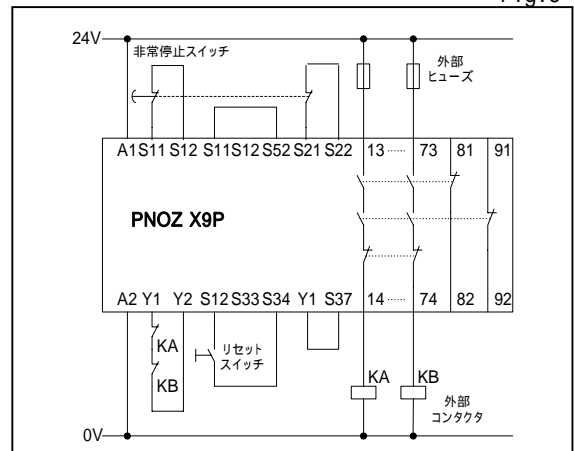 Fig.5
24V
非常停止スイッチ
外部
ヒューズ
A1 S11 S12 S11 S12 S52 S21 S22 13 ····· 73 81 91
PNOZ X9P
A2 Y1 Y2 S12 S33 S34 Y1 S37 14 ····· 74 82 92
KA
KB
リセット
スイッチ
KA
KB
外部
コンタクタ
0V